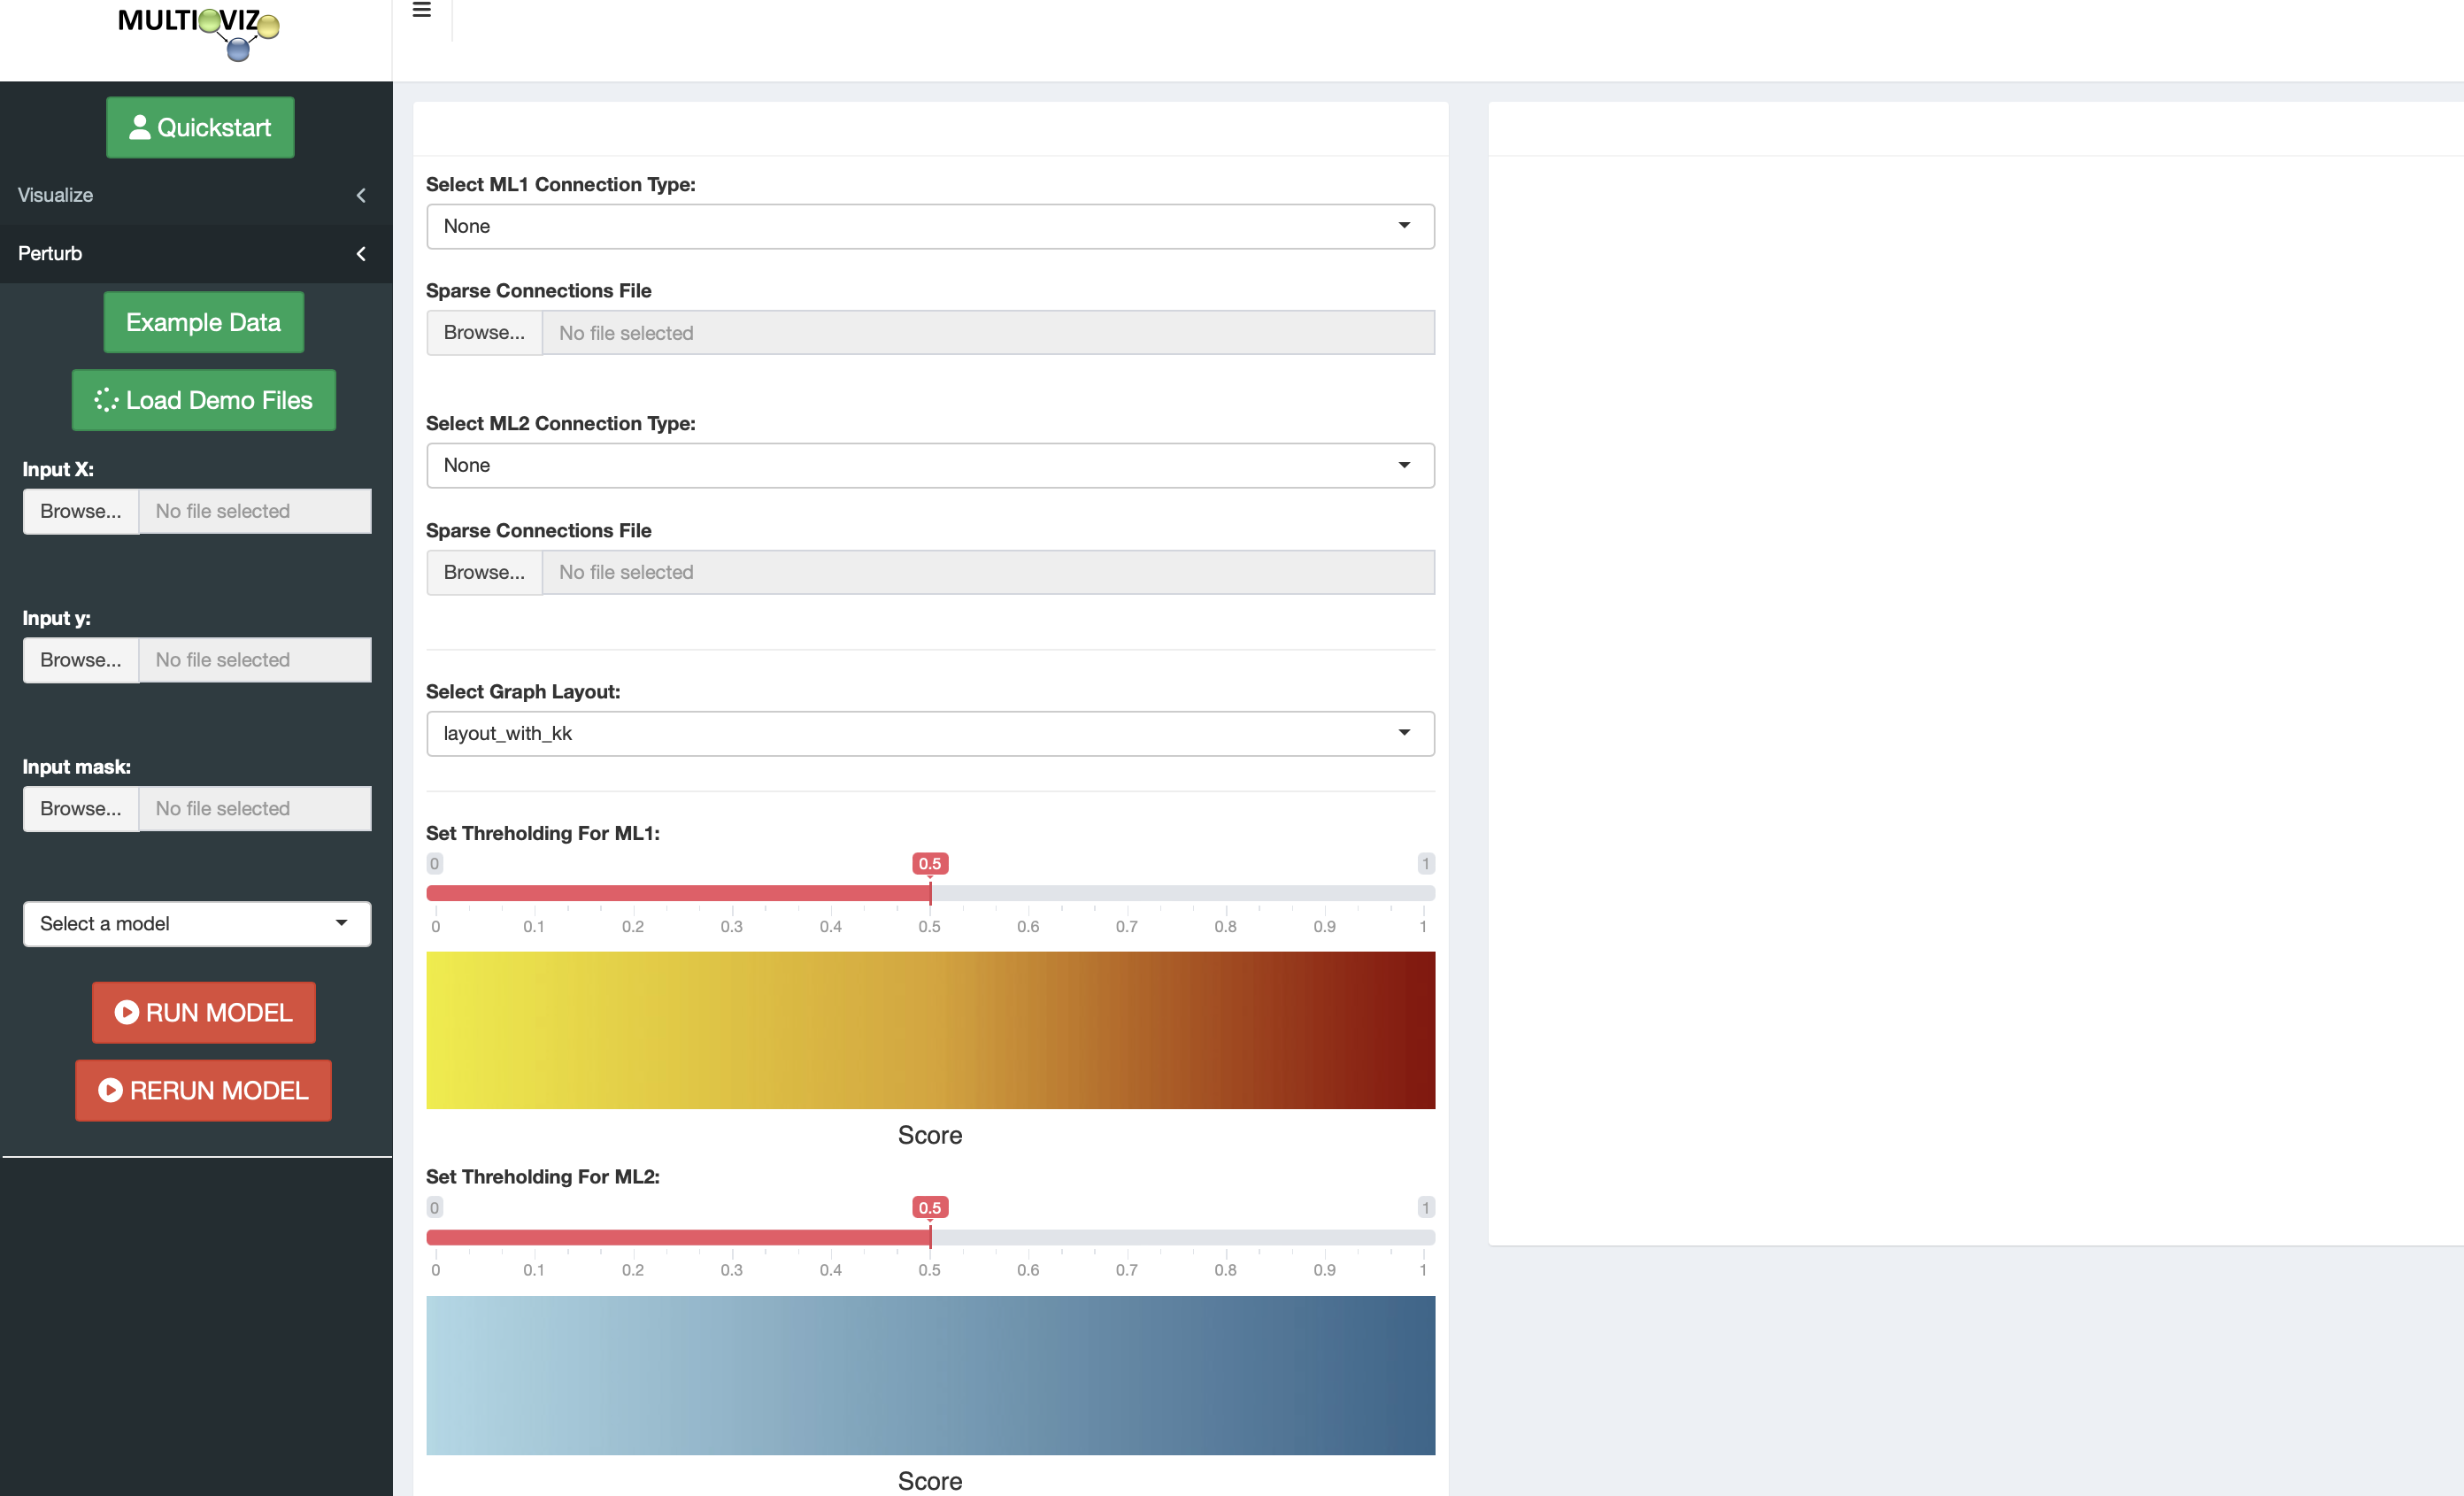 MULTIOVIZ
Quickstart
Visualize
Perturb
Example Data
Load Demo Files
Input X:
Browse... No file selected
Input y:
Browse... No file selected
Input mask:
Browse... No file selected
Select a model
RUN MODEL
RERUN MODEL
Select ML1 Connection Type:
None
Sparse Connections File
Browse... No file selected
Select ML2 Connection Type:
None
Sparse Connections File
Browse... No file selected
Select Graph Layout:
layout_with_kk
Set Threholding For ML1:
0 0.5 1
0 0.1 0.2 0.3 0.4 0.5 0.6 0.7 0.8 0.9 1
Score
Set Threholding For ML2:
0 0.5 1
0 0.1 0.2 0.3 0.4 0.5 0.6 0.7 0.8 0.9 1
Score